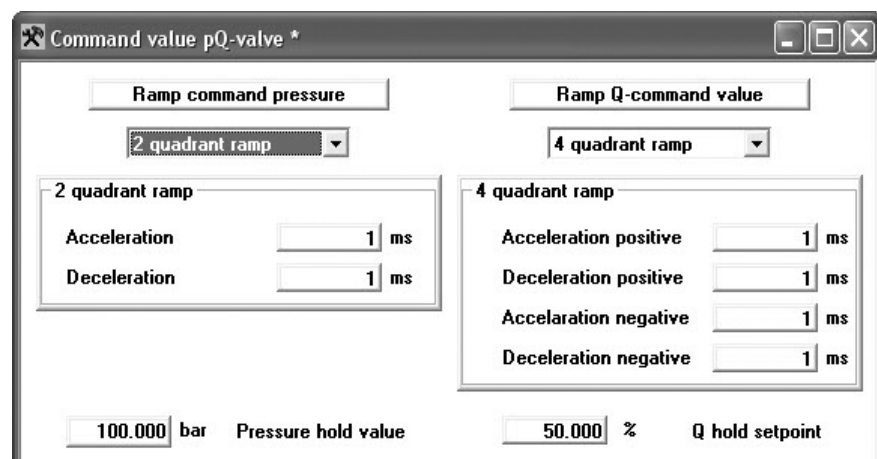 Command value pQ-valve *
Ramp command pressure
Ramp Q-command value
2 quadrant ramp
4 quadrant ramp
2 quadrant ramp
Acceleration 1 ms
Deceleration 1 ms
4 quadrant ramp
Acceleration positive 1 ms
Deceleration positive 1 ms
Accelaration negative 1 ms
Deceleration negative 1 ms
100.000 bar Pressure hold value
50.000 % Q hold setpoint